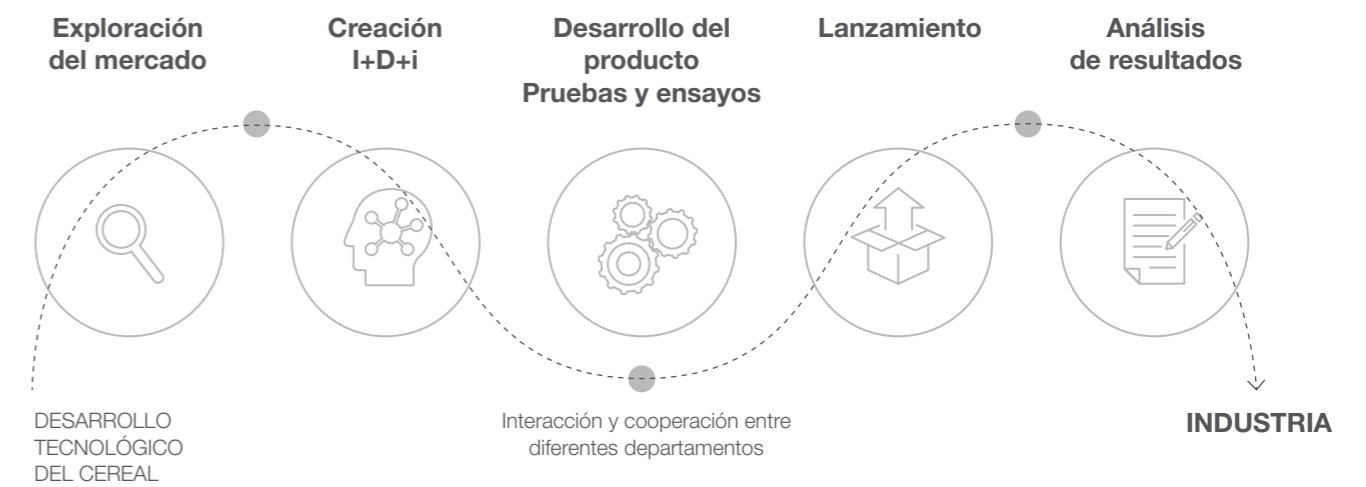 Exploración
del mercado
Creación
I+D+i
Desarrollo del
producto
Pruebas y ensayos
Lanzamiento
Análisis
de resultados
DESARROLLO
TECNOLÓGICO
DEL CEREAL
Interacción y cooperación entre
diferentes departamentos
INDUSTRIA